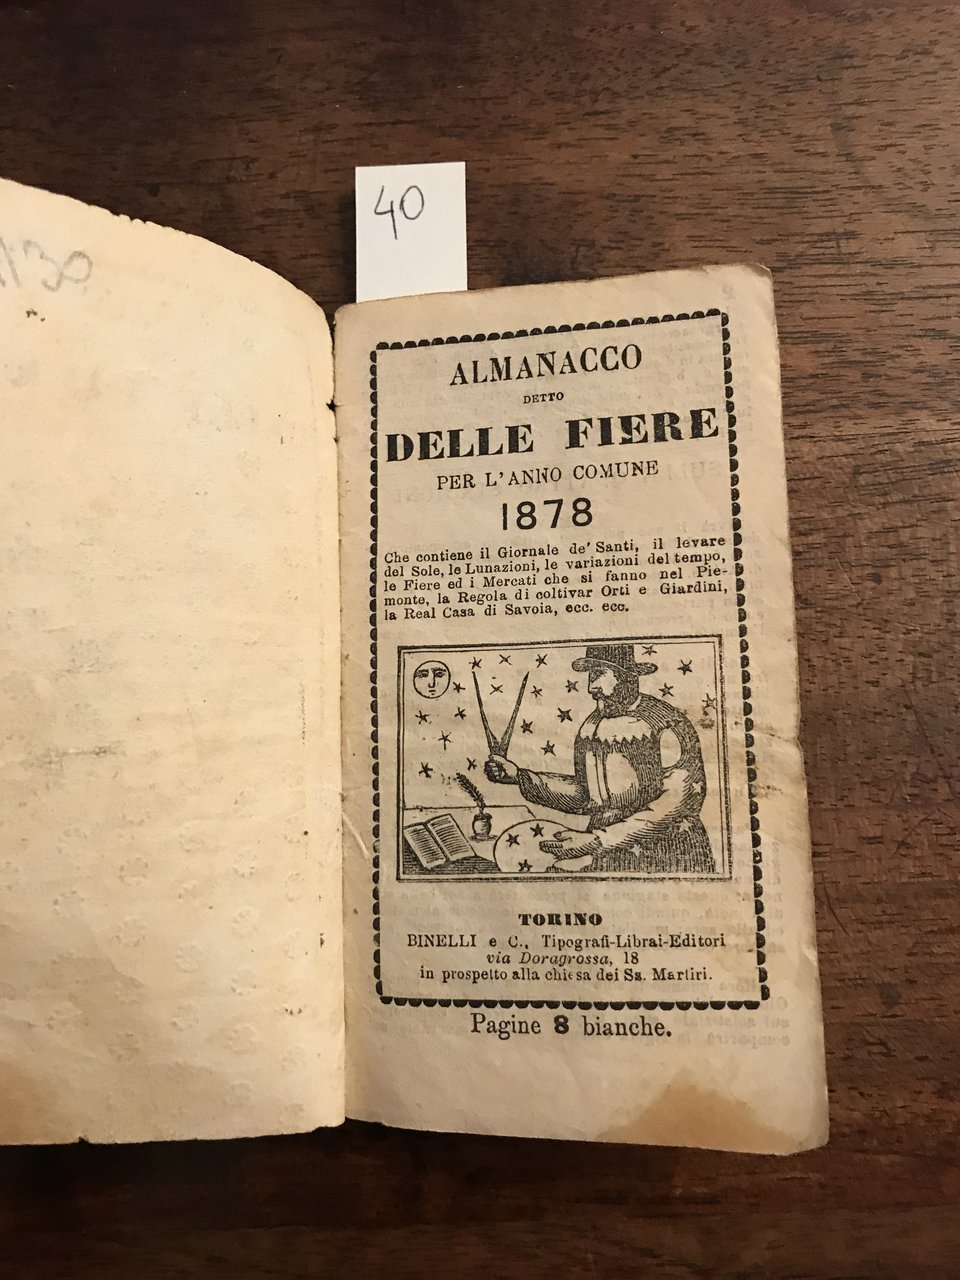 40
130
ALMANACCO
DETTO
DELLE FIERE
PER L'ANNO COMUNE
1878
Che contiene il Giornale de' Santi, il levare
del Sole, le Lunazioni, le variazioni del tempo,
le Fiere ed i Mercati che si fanno nel Pie-
monte, la Regola di coltivar Orti e Giardini,
la Real Casa di Savoia, ecc. ecc.
TORINO
BINELLI e C., Tipografi-Librai-Editori
via Doragrossa, 18
in prospetto alla chiesa dei Ss. Martiri.
Pagine 8 bianche.